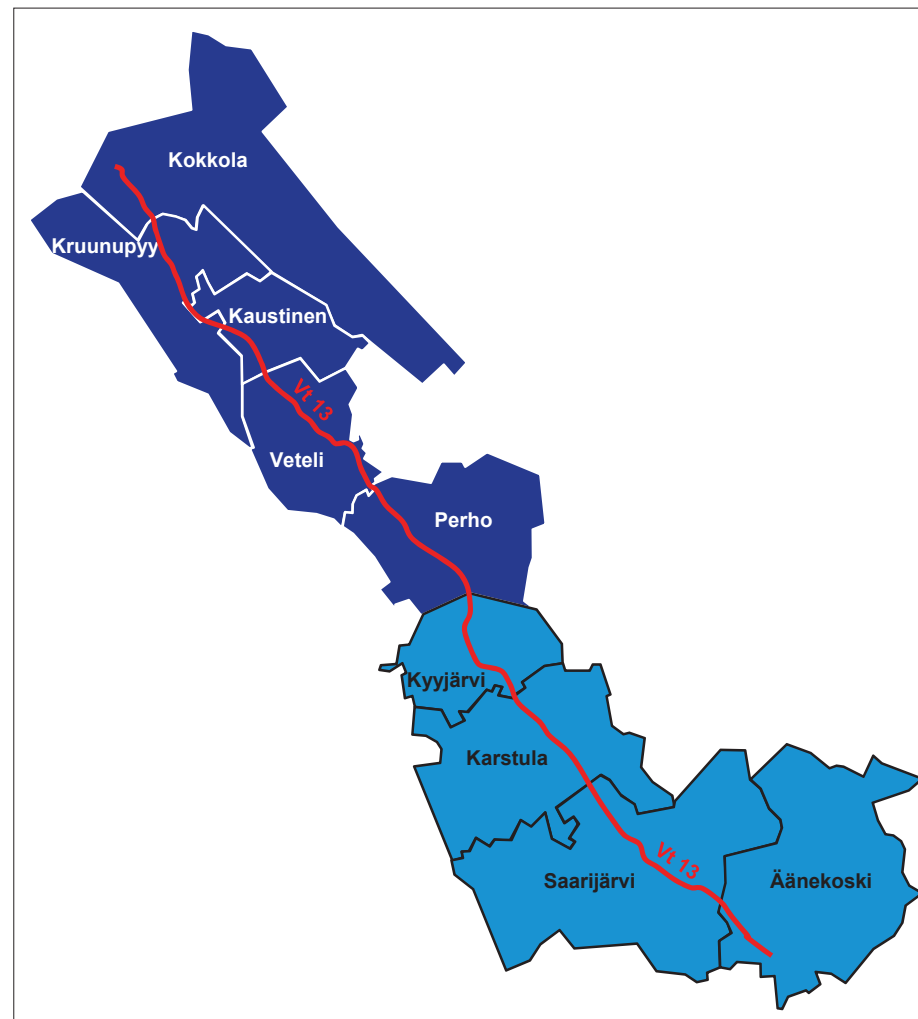 Kokkola
Kruunupyy
Kaustinen
Vt 13
Veteli
Perho
Kyyjärvi
Karstula
Vt 13
Saarijärvi
Äänekoski